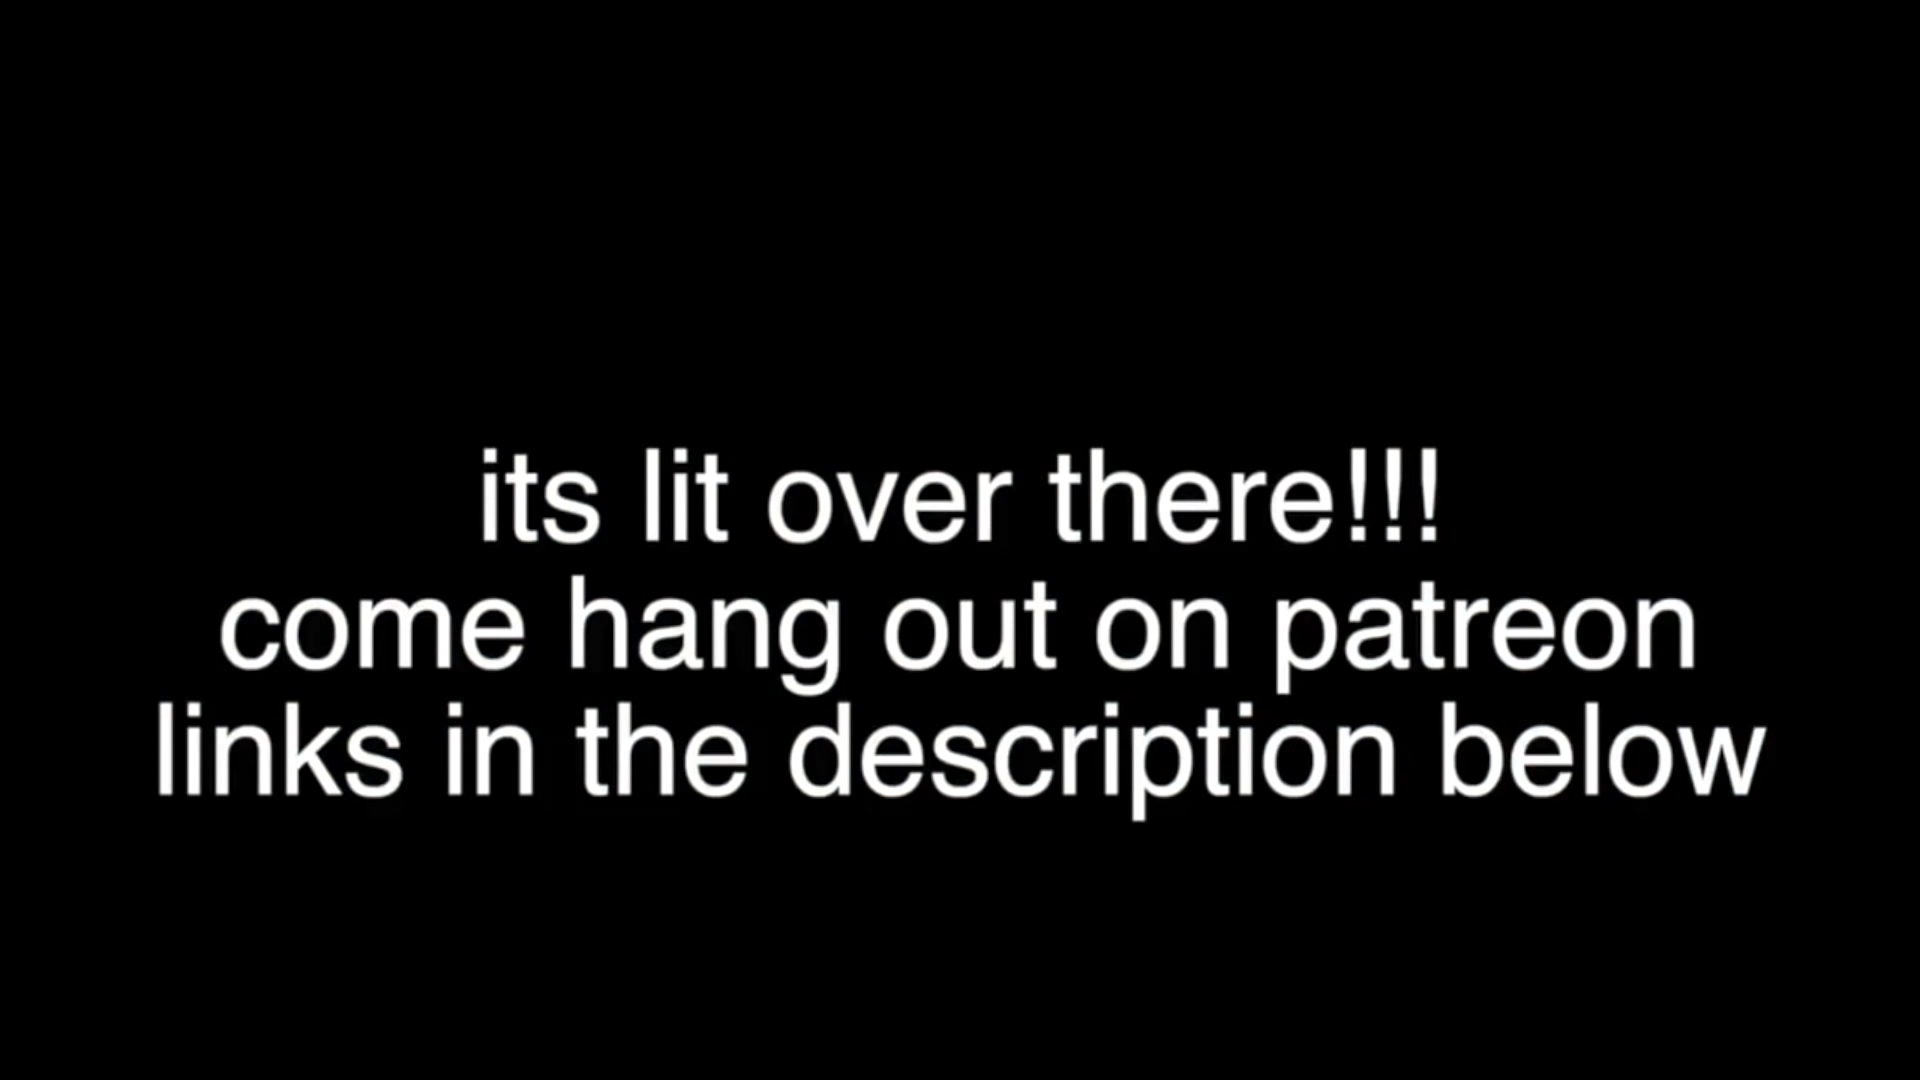 its lit over there!!!
come hang out on patreon
links in the description below